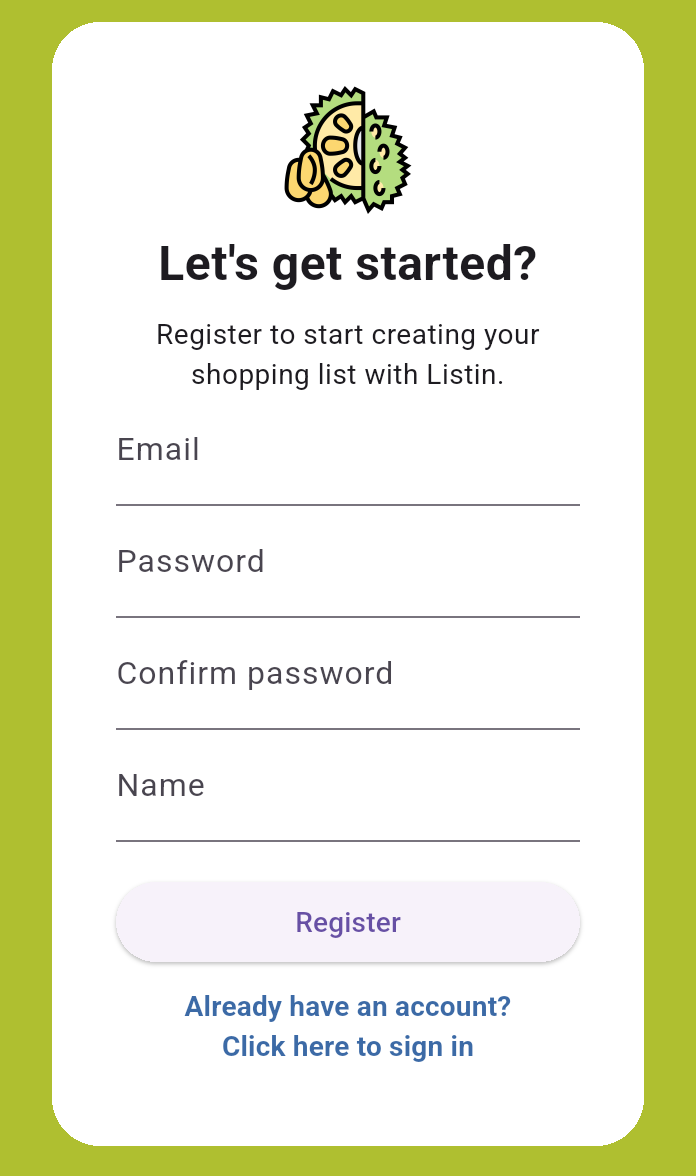 Let's get started?
Register to start creating your
shopping list with Listin.
Email
Password
Confirm password
Name
Register
Already have an account?
Click here to sign in